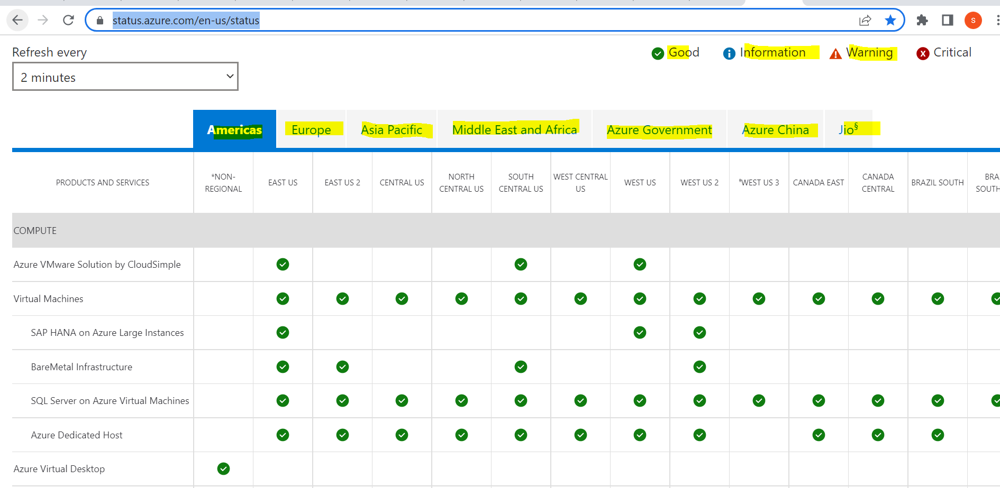 status.azure.com/en-us/status
S
Refresh every
2 minutes
Good
Information
Warning
Critical
Americas
Europe
Asia Pacific
Middle East and Africa
Azure Government
Azure China
Jio§
PRODUCTS AND SERVICES
*NON-
REGIONAL
EAST US
EAST US 2
CENTRAL US
NORTH
CENTRAL US
SOUTH
CENTRAL US
WEST CENTRAL
US
WEST US
WEST US 2
‡WEST US 3
CANADA EAST
CANADA
CENTRAL
BRAZIL SOUTH
BRA
SOUTH
COMPUTE
Azure VMware Solution by CloudSimple
Virtual Machines
SAP HANA on Azure Large Instances
BareMetal Infrastructure
SQL Server on Azure Virtual Machines
Azure Dedicated Host
Azure Virtual Desktop